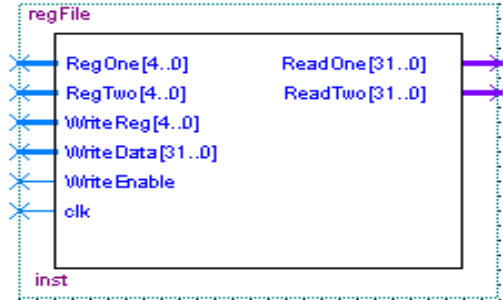 regFile
RegOne[4..0] ReadOne[31..0]
RegTwo[4..0] ReadTwo[31..0]
WriteReg[4..0]
WriteData[31..0]
WriteEnable
clk
inst